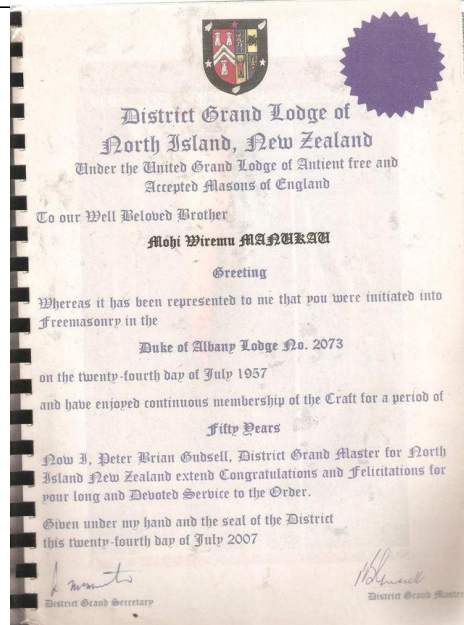 District Grand Lodge of
North Island, New Zealand
Under the United Grand Lodge of Antient free and
Accepted Masons of England
To our Well Beloved Brother
Mohi Wiremu MANUKAU
Greeting
Whereas it has been represented to me that you were initiated into
Freemasonry in the
Duke of Albany Lodge No. 2073
on the twenty-fourth day of July 1957
and have enjoyed continuous membership of the Craft for a period of
Fifty Years
Now I, Peter Brian Gudsell, District Grand Master for North
Island New Zealand extend Congratulations and Felicitations for
your long and Devoted Service to the Order.
Given under my hand and the seal of the District
this twenty-fourth day of July 2007
District Grand Secretary
District Grand Master